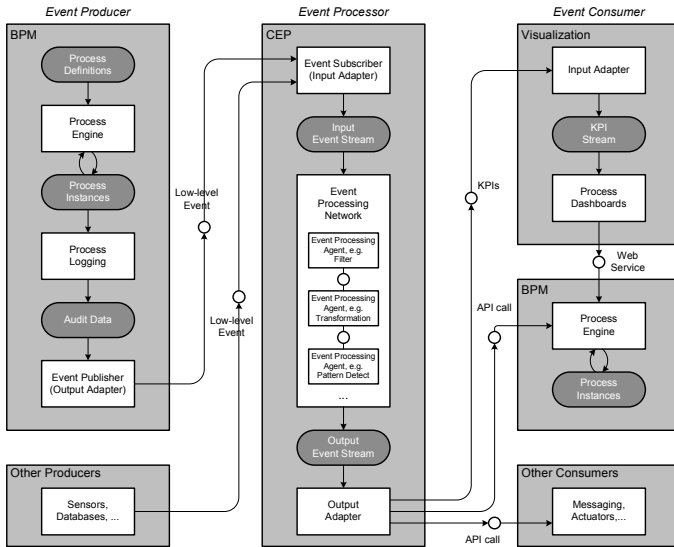 Event Producer
Event Processor
Event Consumer
BPM
Process
Definitions
Process
Engine
Process
Instances
Process
Logging
Audit Data
Event Publisher
(Output Adapter)
Other Producers
Sensors,
Databases, ...
Low-level
Event
Low-level
Event
CEP
Event Subscriber
(Input Adapter)
Input
Event Stream
Event
Processing
Network
Event Processing
Agent, e.g.
Filter
Event Processing
Agent, e.g.
Transformation
Event Processing
Agent, e.g.
Pattern Detect
...
Output
Event Stream
Output
Adapter
KPIs
API call
API call
Visualization
Input Adapter
KPI
Stream
Process
Dashboards
Web
Service
BPM
Process
Engine
Process
Instances
Other Consumers
Messaging,
Actuators,...